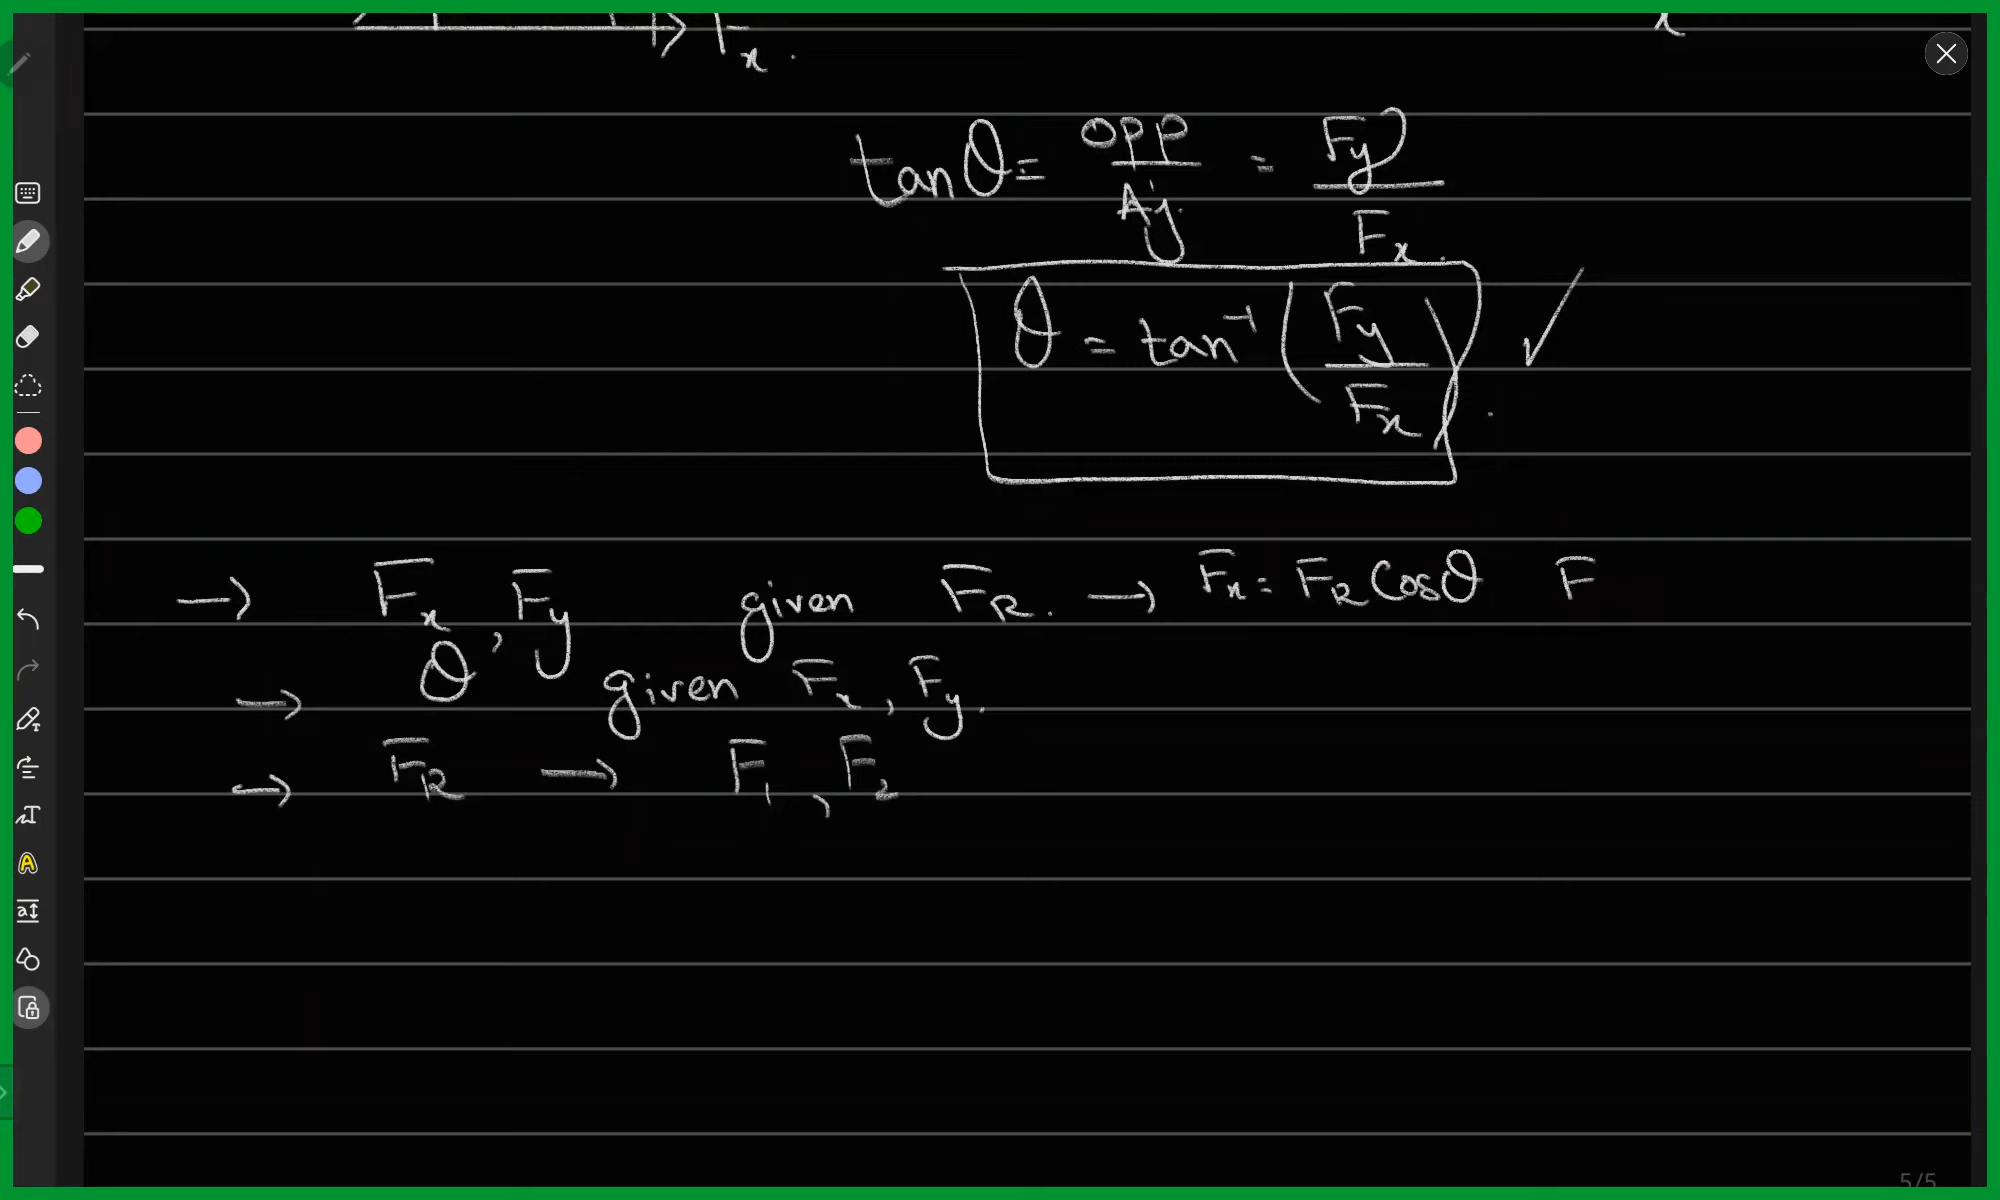 Fx.
x
tanθ = opp/Adj. = Fy/Fx.
θ = tan⁻¹ (Fy/Fx) ✓ .
→ Fx, Fy given FR. → Fx = FR Cosθ F
→ θ given Fx, Fy.
→ FR → F1, F2
5/5